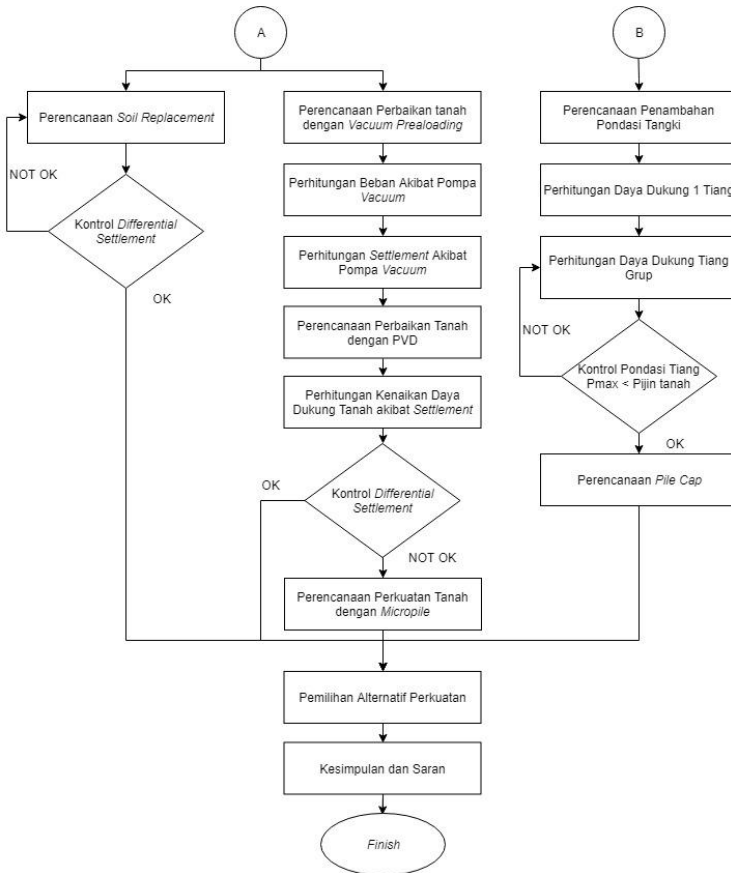 A
B
Perencanaan Soil Replacement
NOT OK
Kontrol Differential
Settlement
OK
Perencanaan Perbaikan tanah
dengan Vacuum Prealoading
Perhitungan Beban Akibat Pompa
Vacuum
Perhitungan Settlement Akibat
Pompa Vacuum
Perencanaan Perbaikan Tanah
dengan PVD
Perhitungan Kenaikan Daya
Dukung Tanah akibat Settlement
OK
Kontrol Differential
Settlement
NOT OK
Perencanaan Perkuatan Tanah
dengan Micropile
Perencanaan Penambahan
Pondasi Tangki
Perhitungan Daya Dukung 1 Tiang
Perhitungan Daya Dukung Tiang
Grup
NOT OK
Kontrol Pondasi Tiang
Pmax < Pijin tanah
OK
Perencanaan Pile Cap
Pemilihan Alternatif Perkuatan
Kesimpulan dan Saran
Finish